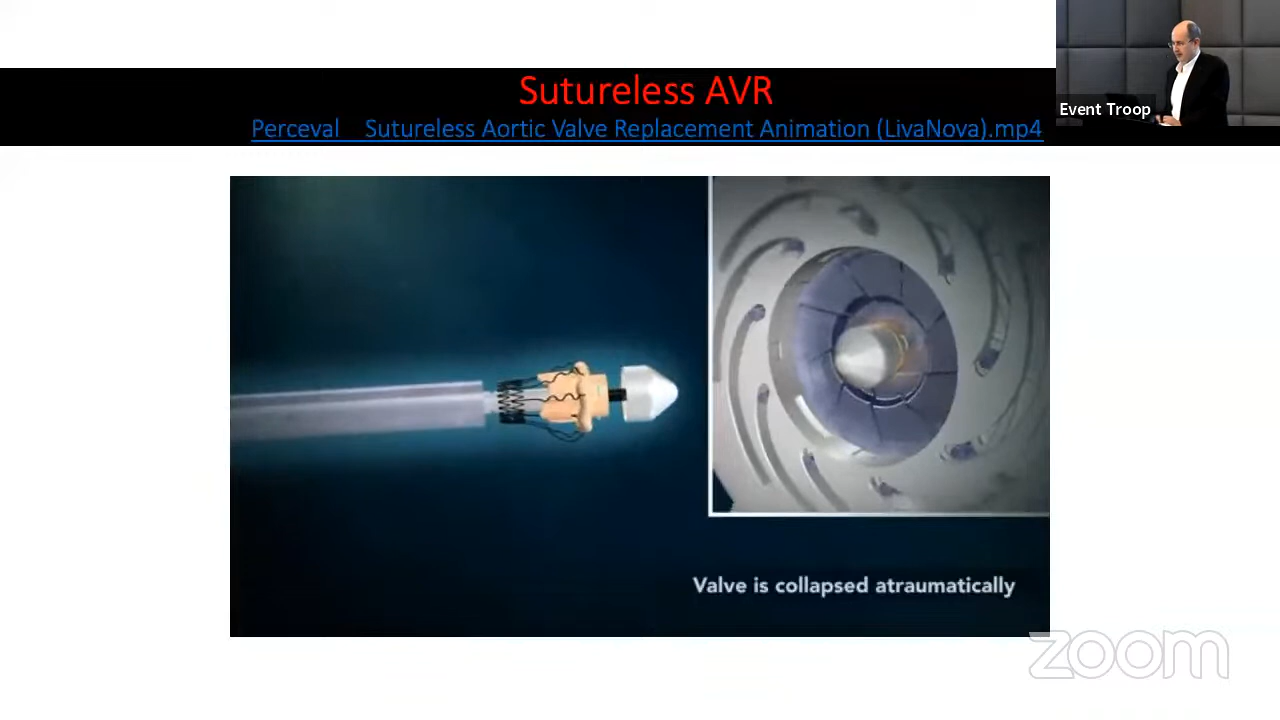 Sutureless AVR
Perceval Sutureless Aortic Valve Replacement Animation (LivaNova).mp4
Event Troop
Valve is collapsed atraumatically
zoom